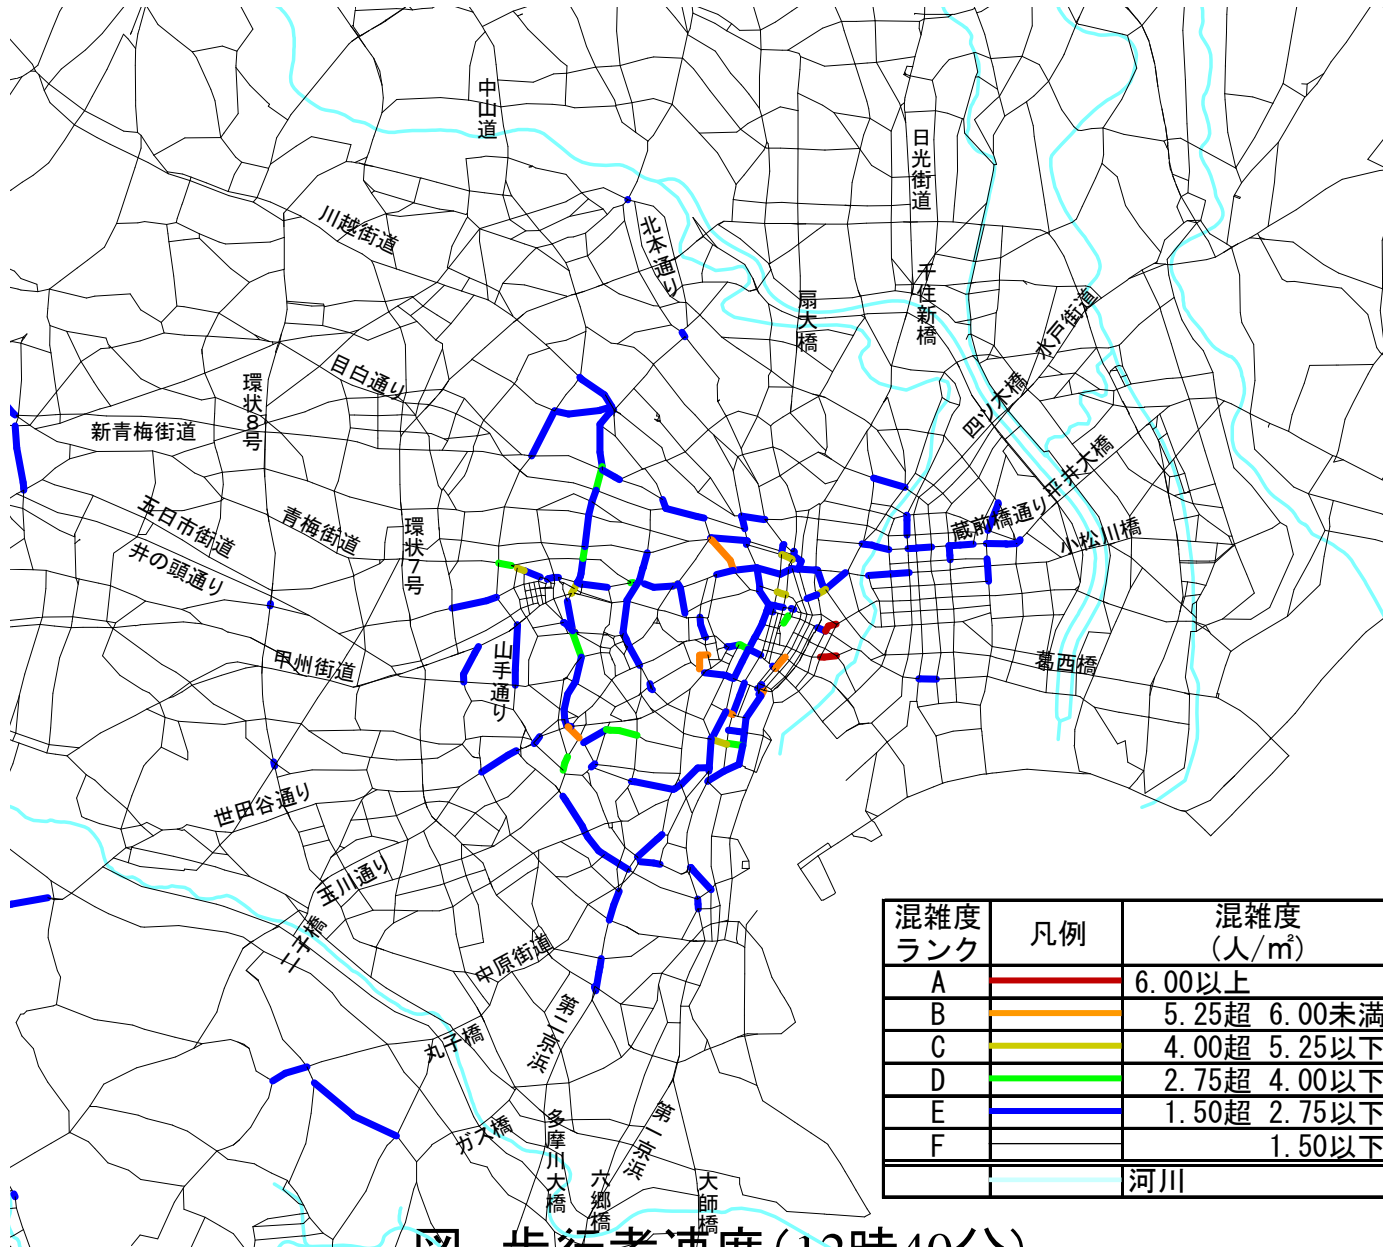 中山道
日光街道
川越街道
北本通り
千住新橋
扇大橋
水戸街道
目白通り
環状8号
四ツ木橋
新青梅街道
平井大橋
五日市街道
青梅街道
環状7号
蔵前橋通り
小松川橋
井の頭通り
甲州街道
山手通り
葛西橋
世田谷通り
玉川通り
二子橋
中原街道
第二京浜
丸子橋
ガス橋
多摩川大橋
第一京浜
六郷橋
大師橋
混雑度ランク 凡例 混雑度(人/㎡)
A 6.00以上
B 5.25超 6.00未満
C 4.00超 5.25以下
D 2.75超 4.00以下
E 1.50超 2.75以下
F 1.50以下
河川